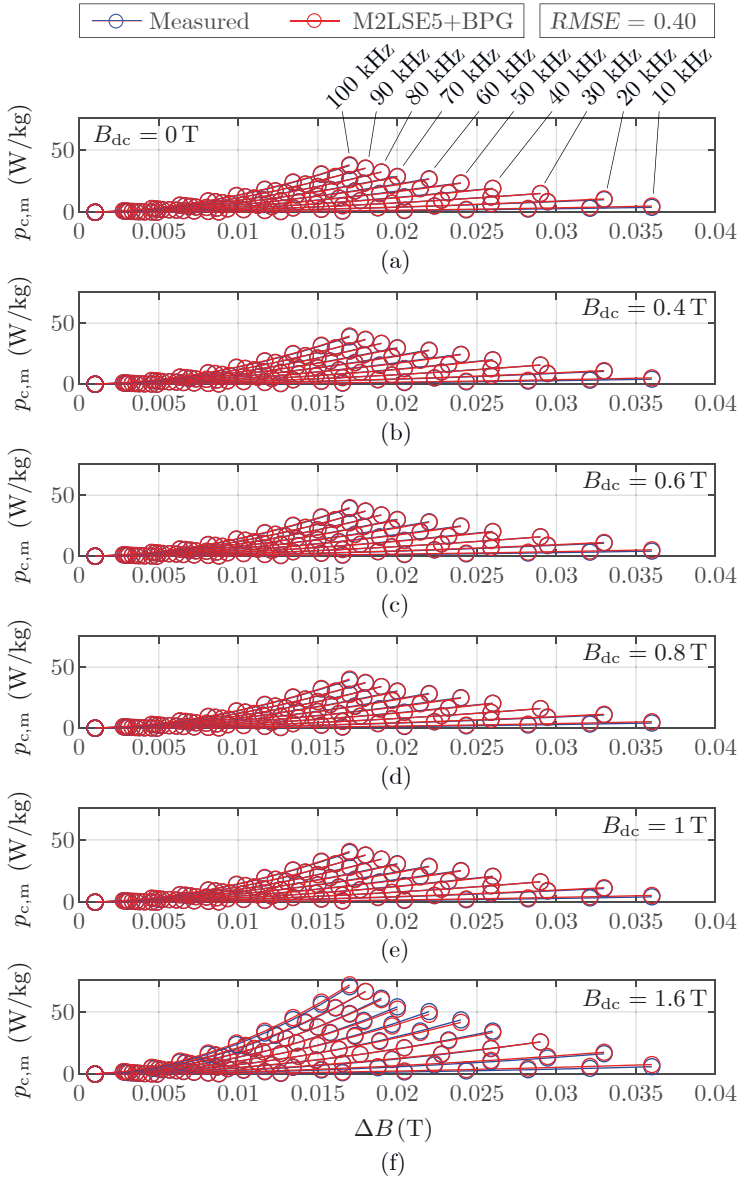 Measured M2LSE5+BPG RMSE = 0.40
100 kHz 90 kHz 80 kHz 70 kHz 60 kHz 50 kHz 40 kHz 30 kHz 20 kHz 10 kHz
B_dc = 0 T
p_c,m (W/kg)
50
0
0 0.005 0.01 0.015 0.02 0.025 0.03 0.035 0.04
(a)
B_dc = 0.4 T
p_c,m (W/kg)
50
0
0 0.005 0.01 0.015 0.02 0.025 0.03 0.035 0.04
(b)
B_dc = 0.6 T
p_c,m (W/kg)
50
0
0 0.005 0.01 0.015 0.02 0.025 0.03 0.035 0.04
(c)
B_dc = 0.8 T
p_c,m (W/kg)
50
0
0 0.005 0.01 0.015 0.02 0.025 0.03 0.035 0.04
(d)
B_dc = 1 T
p_c,m (W/kg)
50
0
0 0.005 0.01 0.015 0.02 0.025 0.03 0.035 0.04
(e)
B_dc = 1.6 T
p_c,m (W/kg)
50
0
0 0.005 0.01 0.015 0.02 0.025 0.03 0.035 0.04
ΔB (T)
(f)